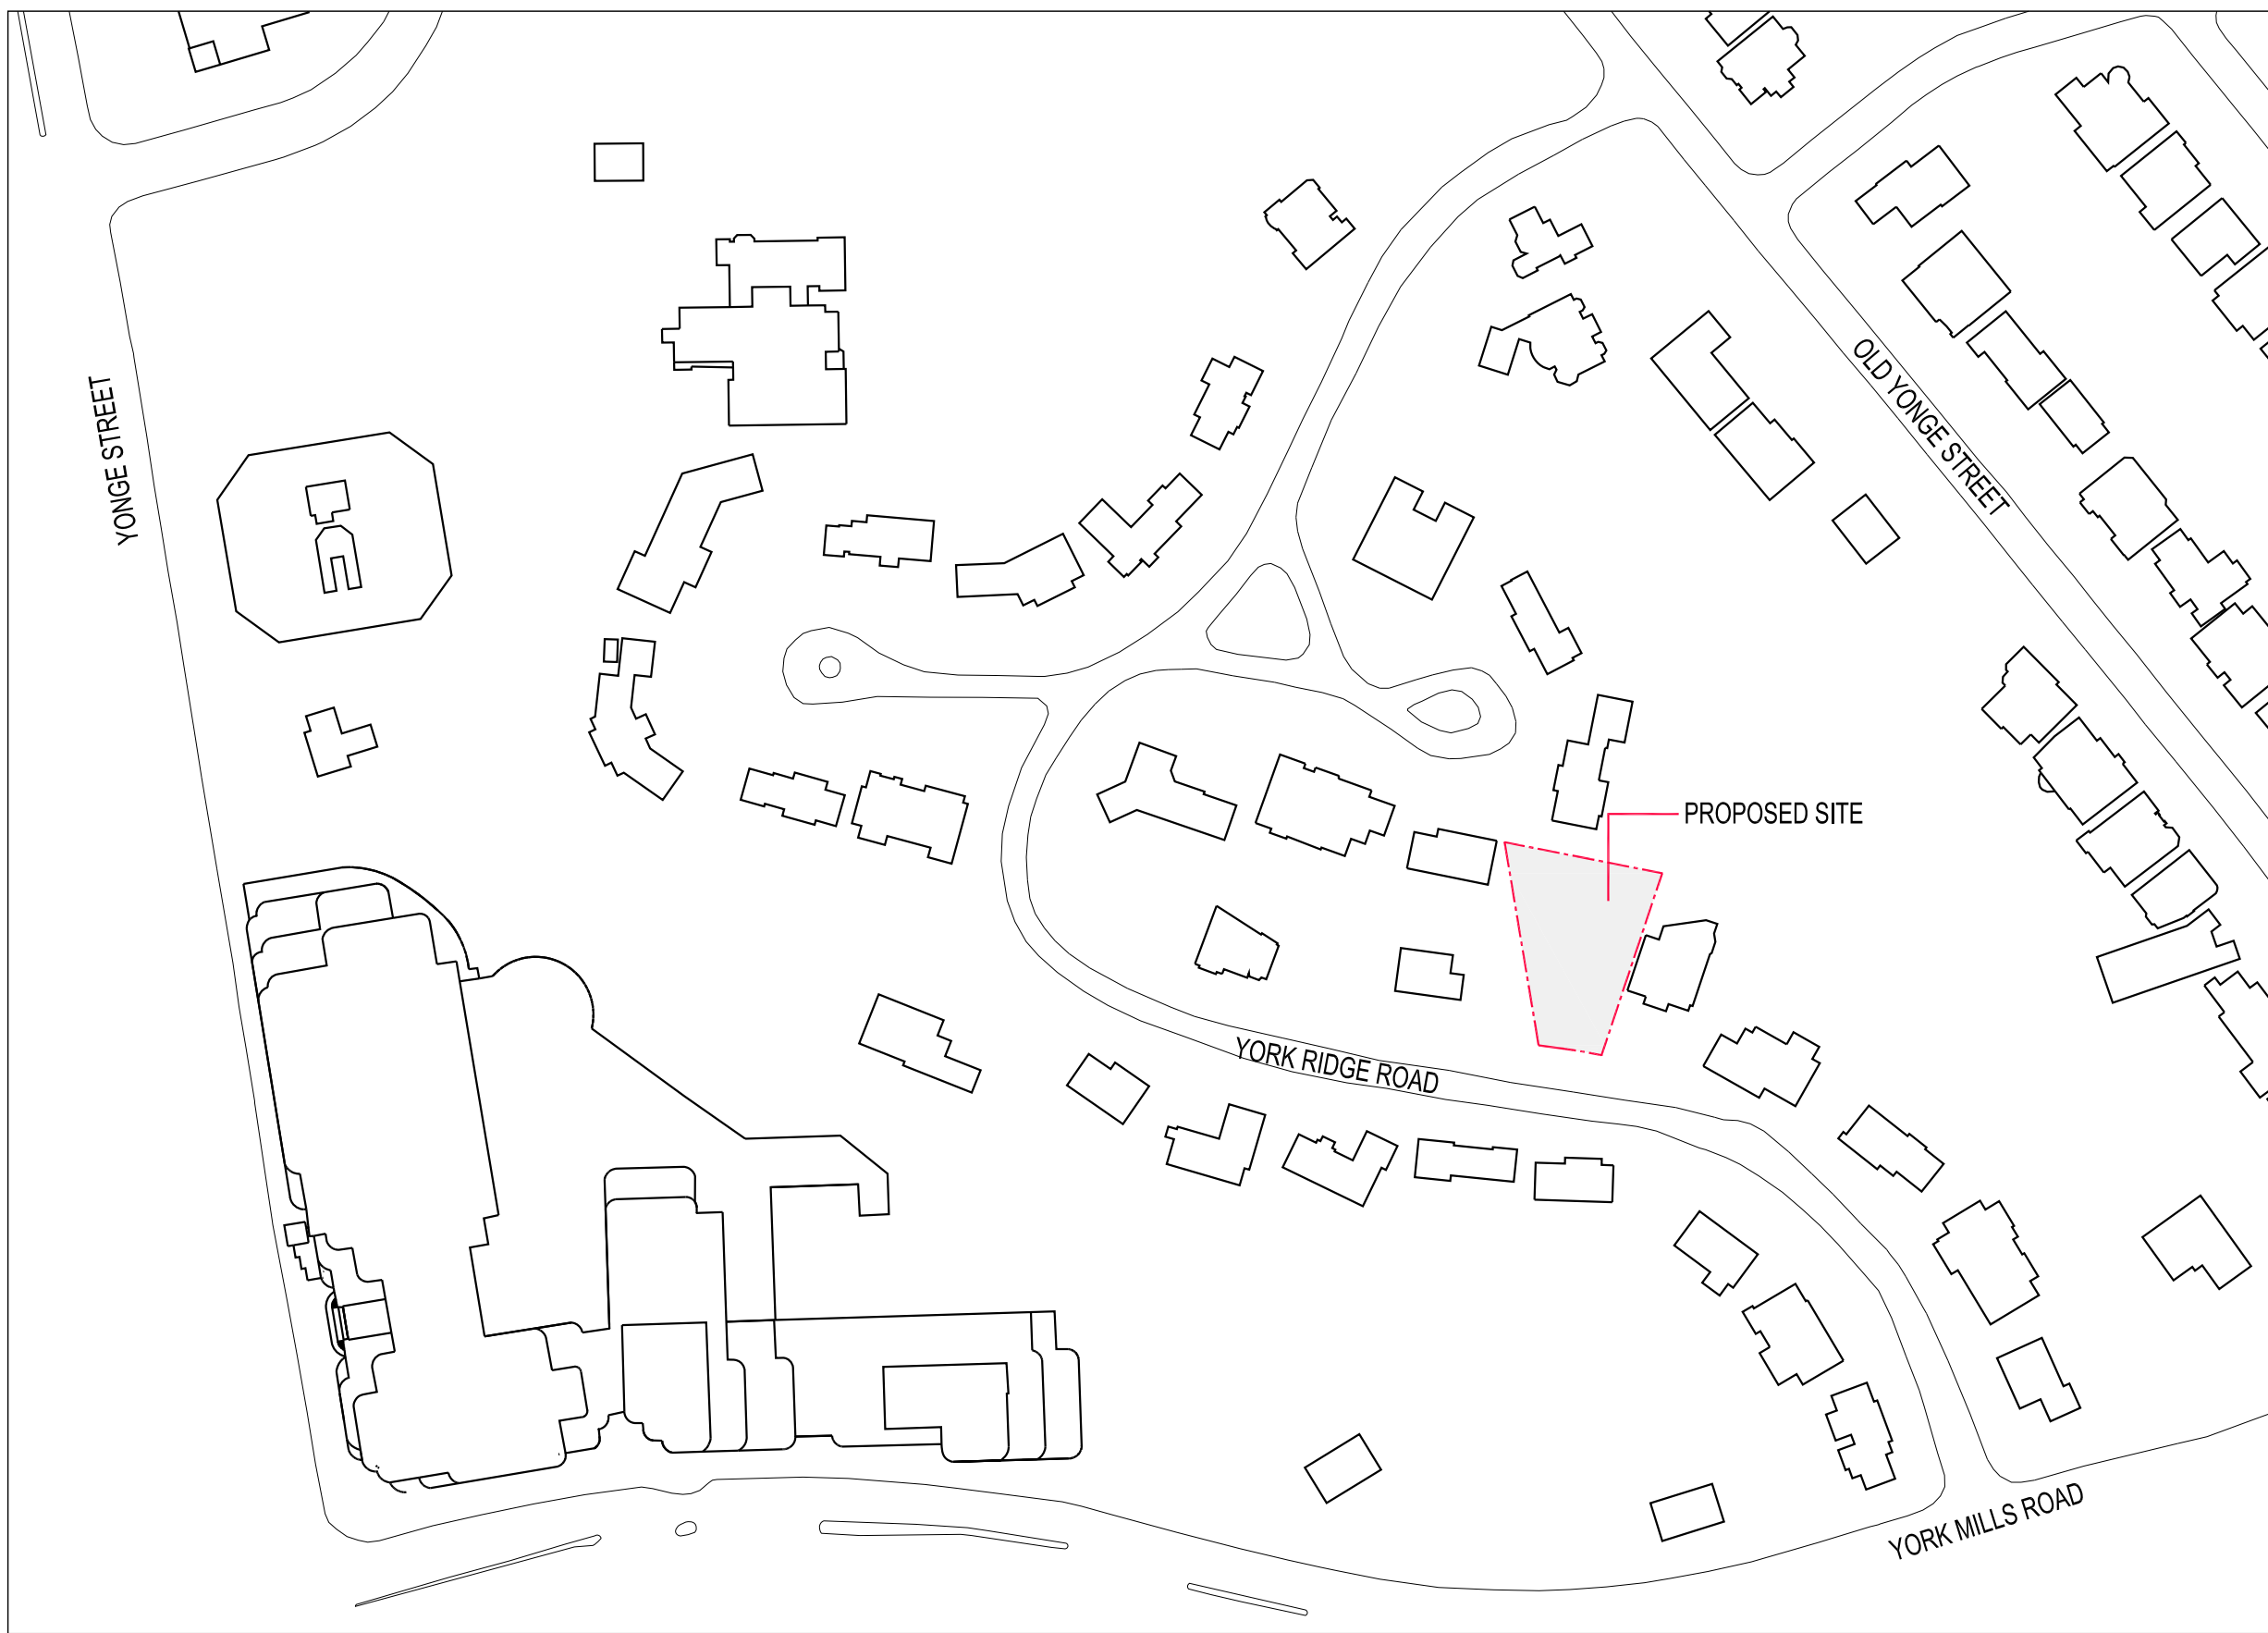 YONGE STREET
OLD YONGE STREET
PROPOSED SITE
YORK RIDGE ROAD
YORK MILLS ROAD